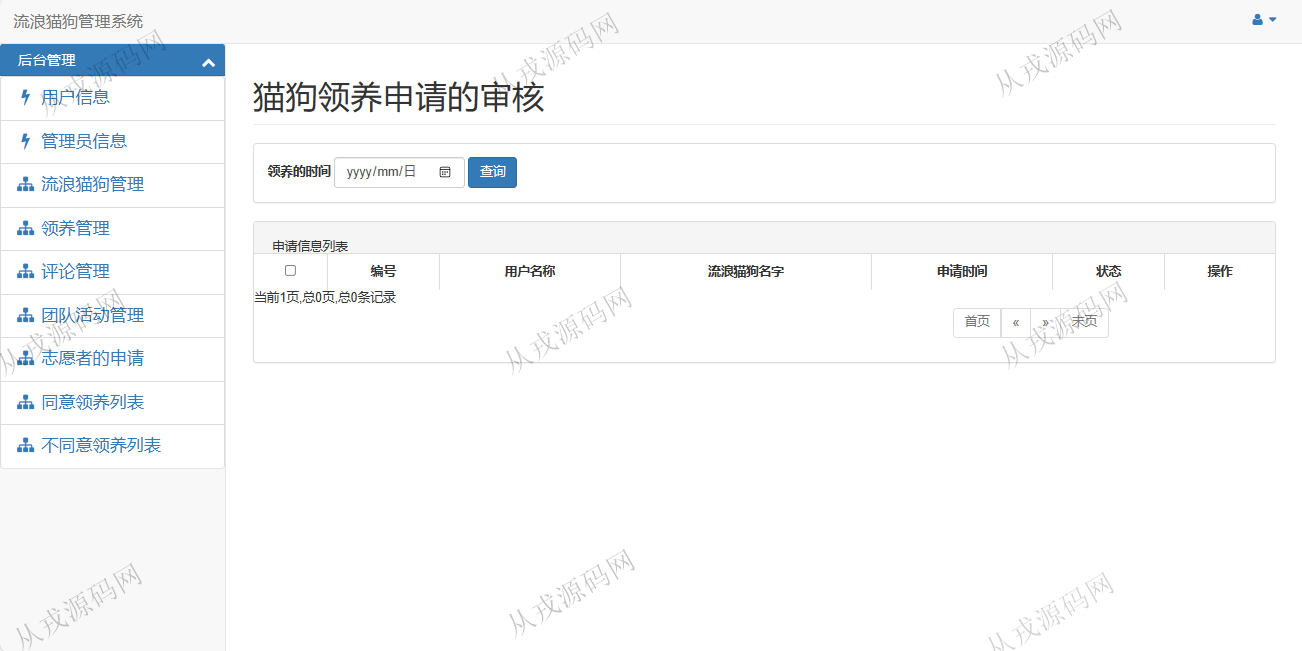 流浪猫狗管理系统
后台管理
用户信息
管理员信息
流浪猫狗管理
领养管理
评论管理
团队活动管理
志愿者的申请
同意领养列表
不同意领养列表
猫狗领养申请的审核
领养的时间 yyyy/mm/日 查询
申请信息列表
编号 用户名称 流浪猫狗名字 申请时间 状态 操作
当前1页,总0页,总0条记录
首页 « » 末页
从戎源码网
从戎源码网
从戎源码网
从戎源码网
从戎源码网
从戎源码网
从戎源码网
从戎源码网
从戎源码网